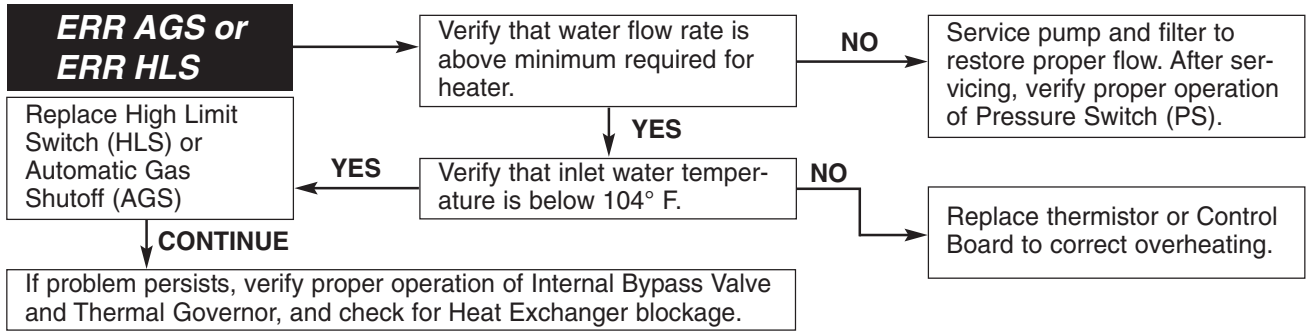 ERR AGS or
ERR HLS
Verify that water flow rate is
above minimum required for
heater.
NO
Service pump and filter to
restore proper flow. After ser-
vicing, verify proper operation
of Pressure Switch (PS).
YES
Verify that inlet water temper-
ature is below 104° F.
NO
Replace thermistor or Control
Board to correct overheating.
YES
Replace High Limit
Switch (HLS) or
Automatic Gas
Shutoff (AGS)
CONTINUE
If problem persists, verify proper operation of Internal Bypass Valve
and Thermal Governor, and check for Heat Exchanger blockage.